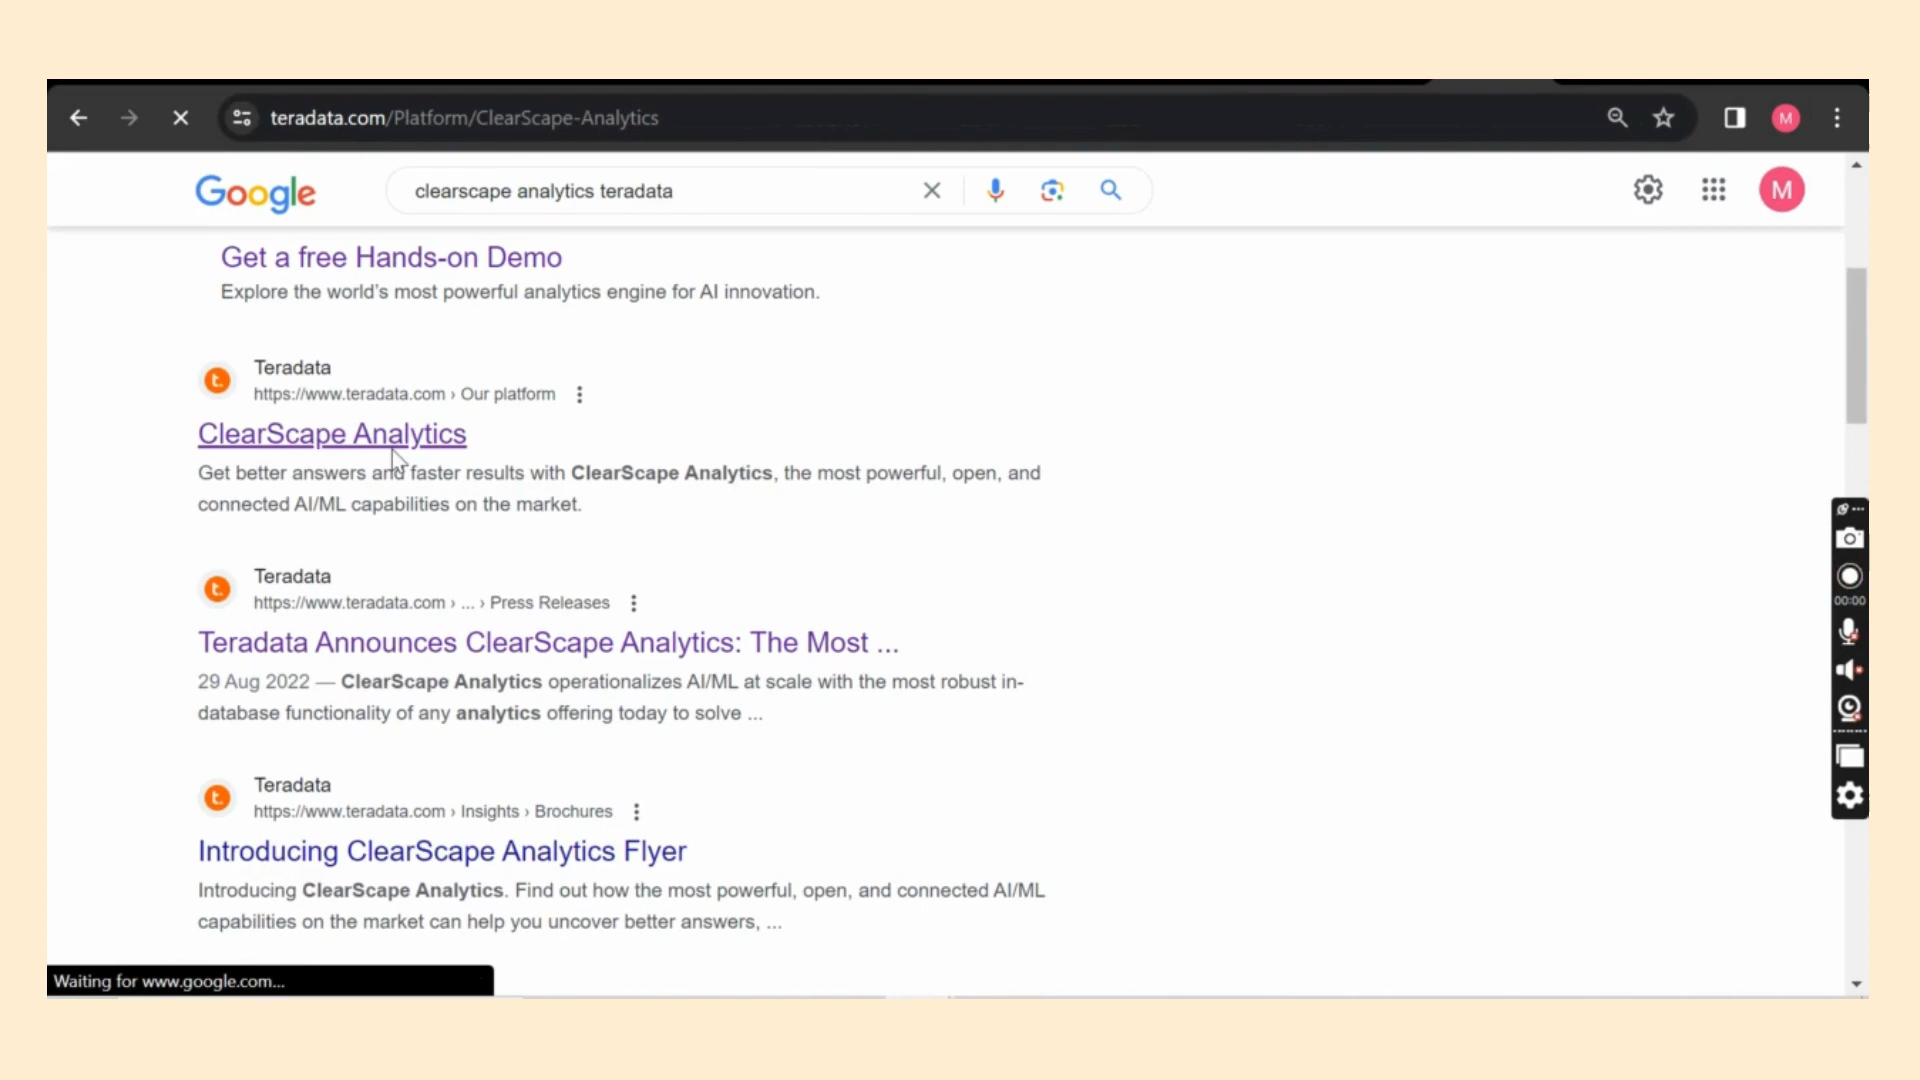 teradata.com/Platform/ClearScape-Analytics
M
Google
clearscape analytics teradata
M
Get a free Hands-on Demo
Explore the world's most powerful analytics engine for AI innovation.
t.
Teradata
https://www.teradata.com › Our platform
ClearScape Analytics
Get better answers and faster results with ClearScape Analytics, the most powerful, open, and
connected AI/ML capabilities on the market.
t.
Teradata
https://www.teradata.com › ... › Press Releases
Teradata Announces ClearScape Analytics: The Most ...
29 Aug 2022 — ClearScape Analytics operationalizes AI/ML at scale with the most robust in-
database functionality of any analytics offering today to solve ...
00:00
t.
Teradata
https://www.teradata.com › Insights › Brochures
Introducing ClearScape Analytics Flyer
Introducing ClearScape Analytics. Find out how the most powerful, open, and connected AI/ML
capabilities on the market can help you uncover better answers, ...
Waiting for www.google.com...